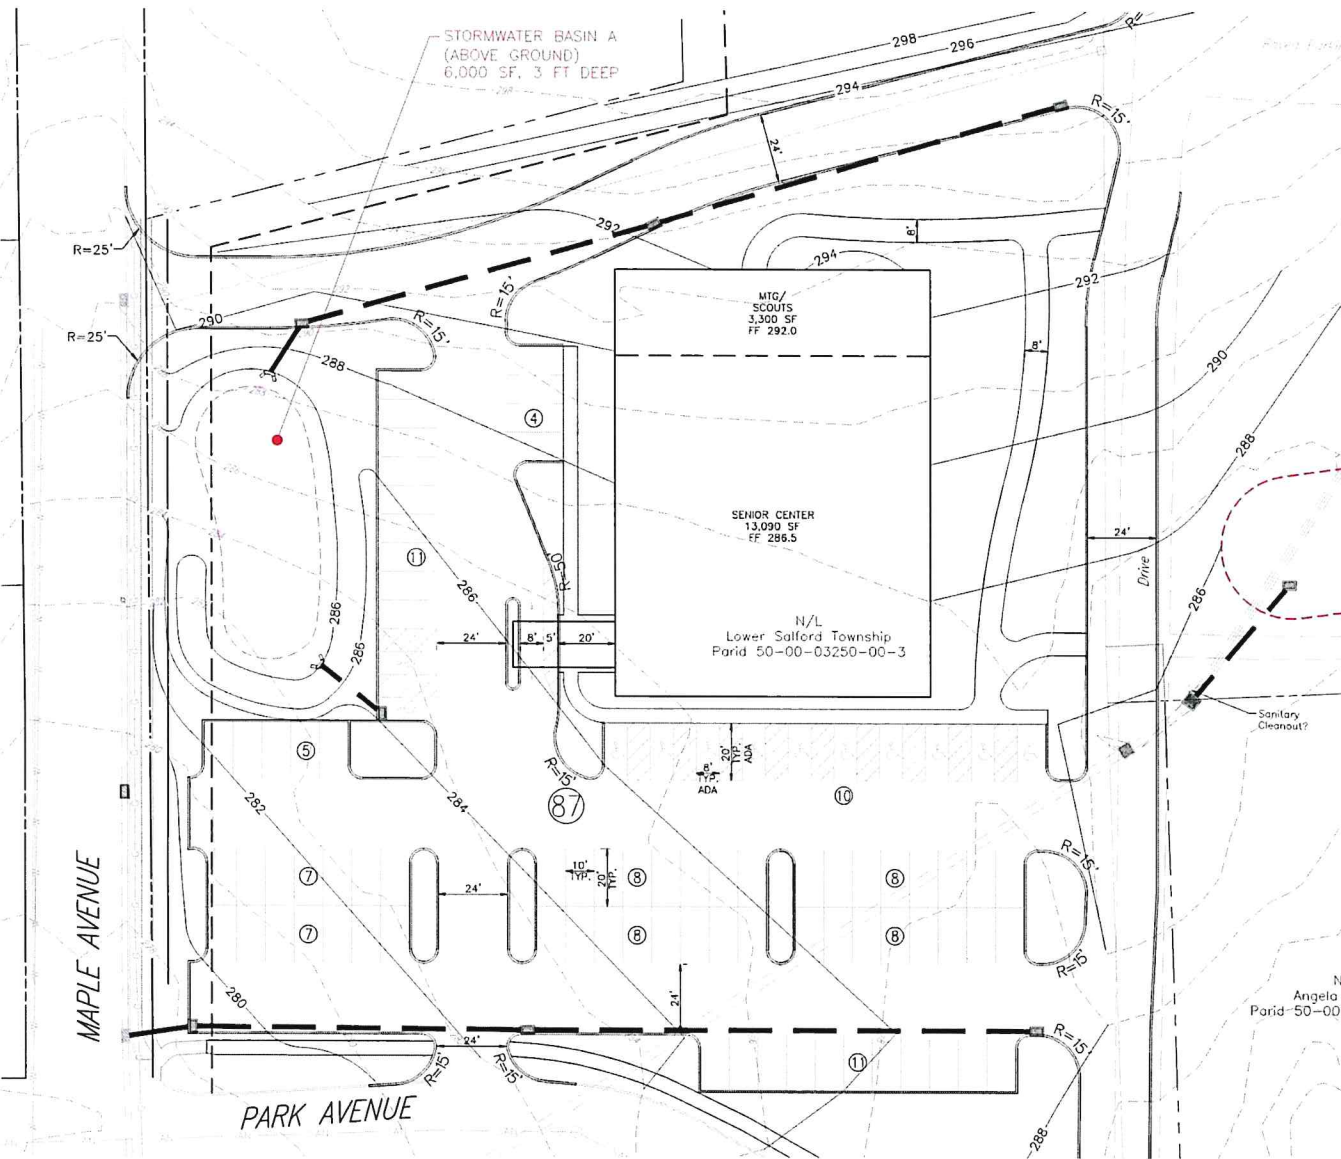 STORMWATER BASIN A
(ABOVE GROUND)
6,000 SF, 3 FT DEEP
298
296
294
R=15'
24'
292
R=25'
8'
294
R=15'
MTG/
SCOUTS
3,300 SF
FF 292.0
292
290
R=15'
R=25'
288
8'
290
④
288
SENIOR CENTER
13,090 SF
FF 286.5
24'
Drive
⑪
R=50'
286
286
286
286
N/L
Lower Salford Township
Parid 50-00-03250-00-3
24'
8'
5'
20'
Sanitary
Cleanout?
⑤
20'
TYP.
ADA
8'
TYP.
ADA
R=15'
87
⑩
282
284
R=15'
10'
TYP.
20'
TYP.
⑦
24'
⑧
⑧
⑦
⑧
⑧
R=15'
MAPLE AVENUE
280
24'
Angela
Parid 50-00
24'
R=15'
R=15'
⑪
R=15'
288
PARK AVENUE